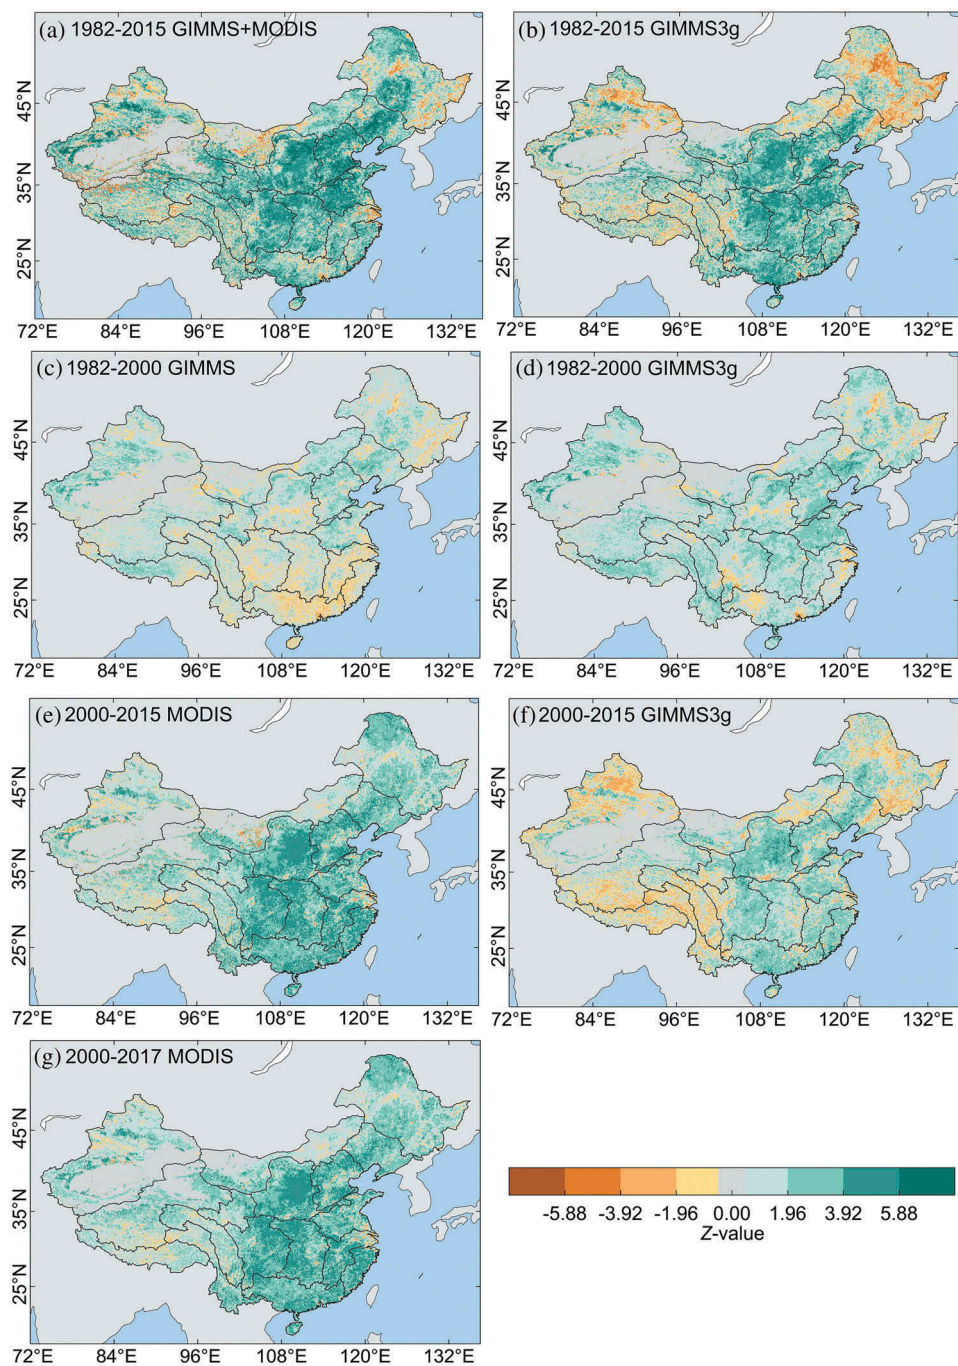 (a) 1982-2015 GIMMS+MODIS
45°N
35°N
25°N
72°E 84°E 96°E 108°E 120°E 132°E
(b) 1982-2015 GIMMS3g
45°N
35°N
25°N
72°E 84°E 96°E 108°E 120°E 132°E
(c) 1982-2000 GIMMS
45°N
35°N
25°N
72°E 84°E 96°E 108°E 120°E 132°E
(d) 1982-2000 GIMMS3g
45°N
35°N
25°N
72°E 84°E 96°E 108°E 120°E 132°E
(e) 2000-2015 MODIS
45°N
35°N
25°N
72°E 84°E 96°E 108°E 120°E 132°E
(f) 2000-2015 GIMMS3g
45°N
35°N
25°N
72°E 84°E 96°E 108°E 120°E 132°E
(g) 2000-2017 MODIS
45°N
35°N
25°N
72°E 84°E 96°E 108°E 120°E 132°E
-5.88 -3.92 -1.96 0.00 1.96 3.92 5.88
Z-value